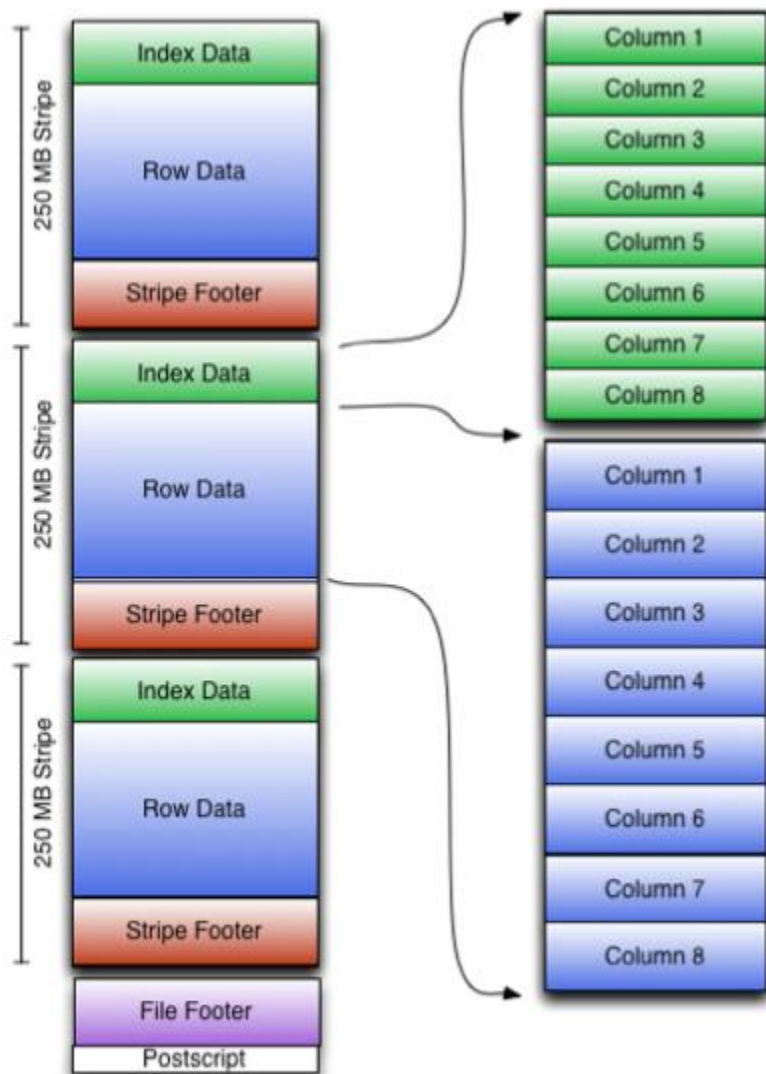 250 MB Stripe
Index Data
Row Data
Stripe Footer
250 MB Stripe
Index Data
Row Data
Stripe Footer
250 MB Stripe
Index Data
Row Data
Stripe Footer
File Footer
Postscript
Column 1
Column 2
Column 3
Column 4
Column 5
Column 6
Column 7
Column 8
Column 1
Column 2
Column 3
Column 4
Column 5
Column 6
Column 7
Column 8